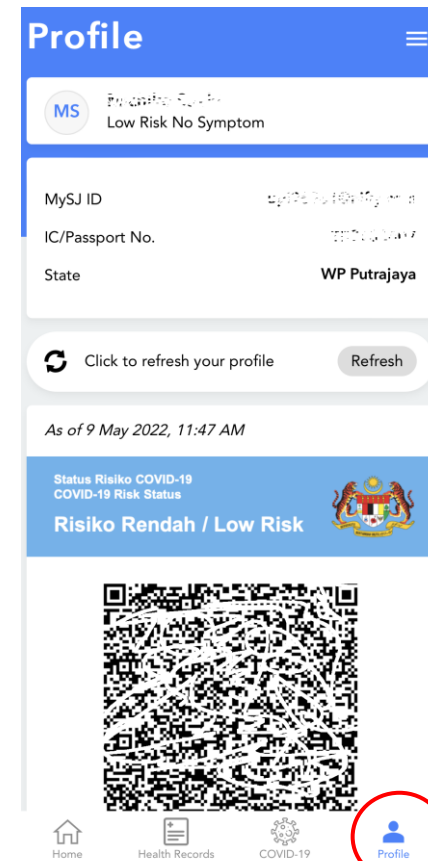 Profile
MS
Low Risk No Symptom
MySJ ID
IC/Passport No.
State WP Putrajaya
Click to refresh your profile Refresh
As of 9 May 2022, 11:47 AM
Status Risiko COVID-19
COVID-19 Risk Status
Risiko Rendah / Low Risk
Home Health Records COVID-19 Profile